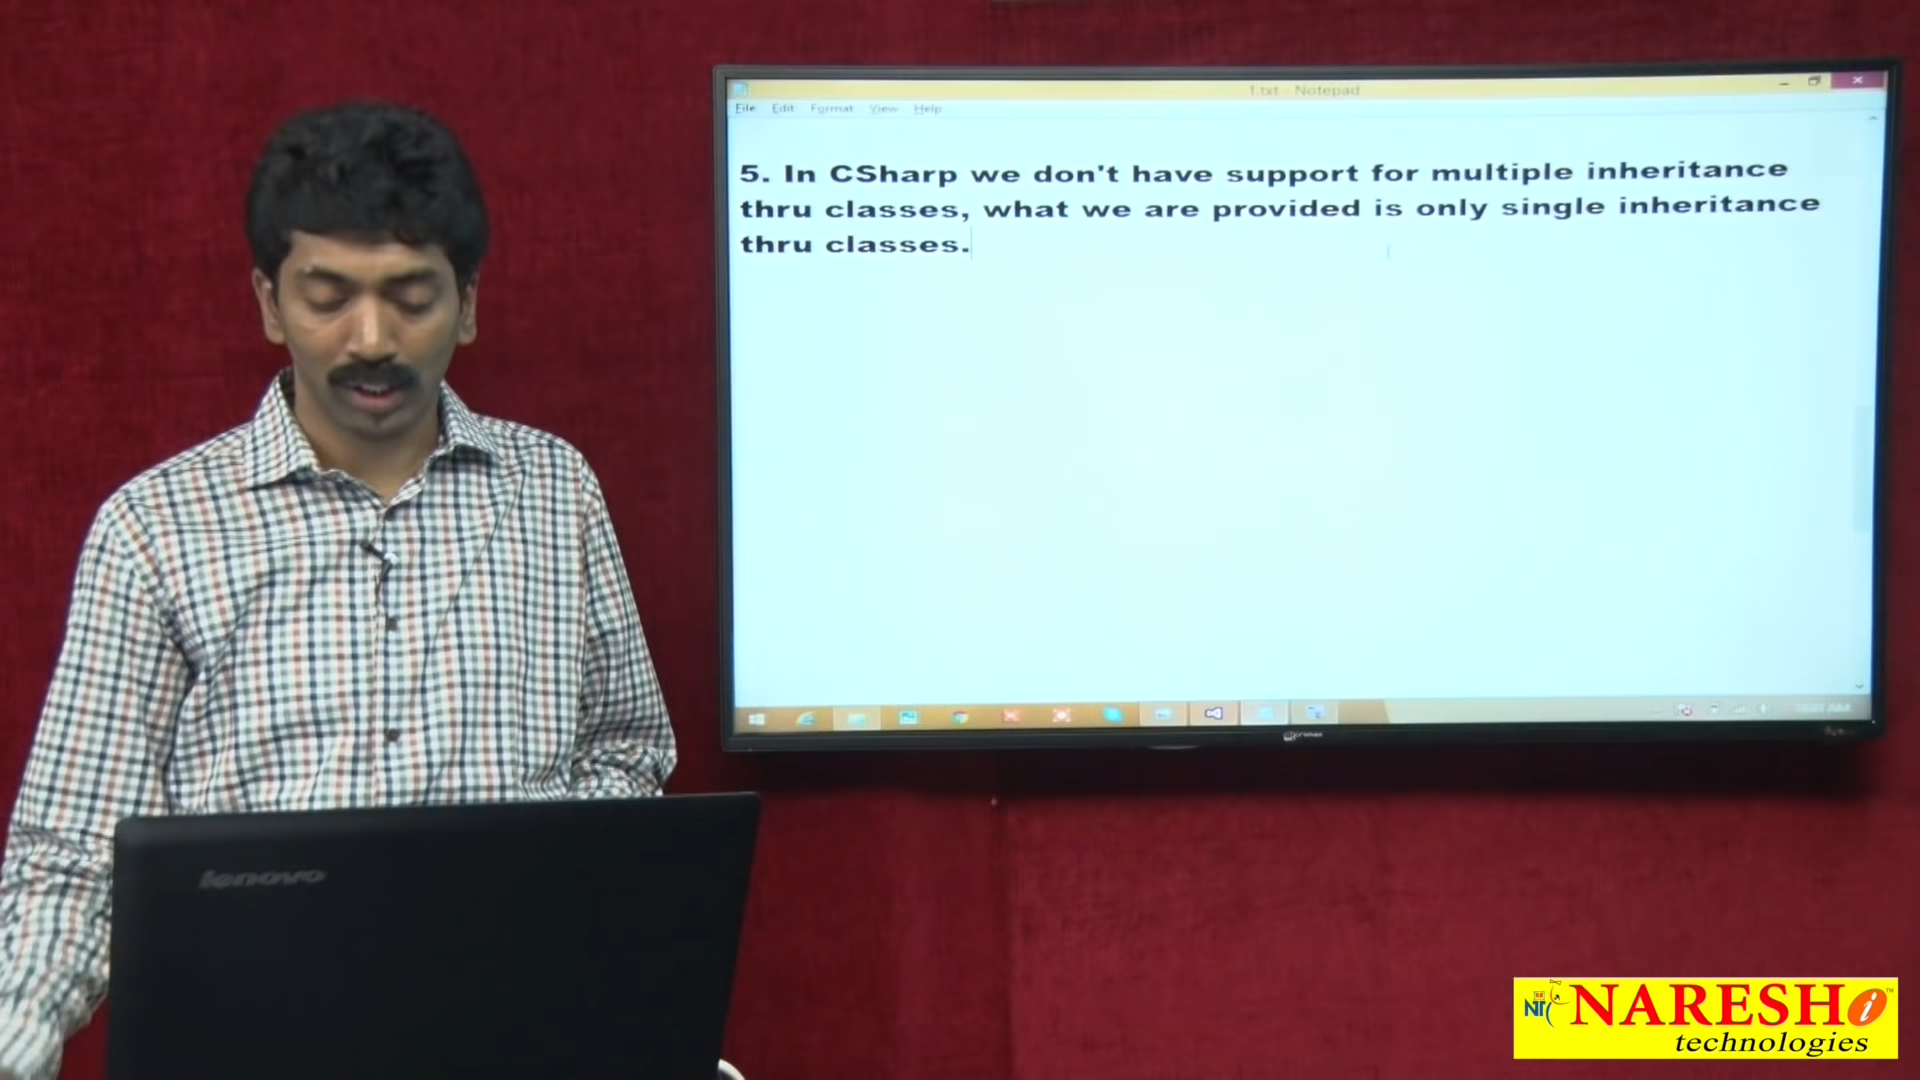 1.txt - Notepad
File Edit Format View Help
5. In CSharp we don't have support for multiple inheritance
thru classes, what we are provided is only single inheritance
thru classes.
lenovo
NARESH i
technologies